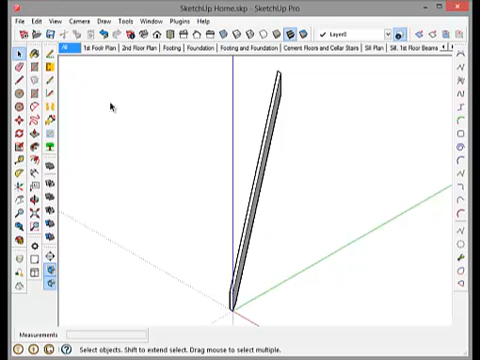 SketchUp Home.skp - SketchUp Pro
File Edit View Camera Draw Tools Window Plugins Help
Layer0
All 1st Foor Plan 2nd Floor Plan Footing Foundation Footing and Foundation Cement Floors and Cellar Stairs Sill Plan Sill, 1st Floor Beams
Measurements
Select objects. Shift to extend select. Drag mouse to select multiple.